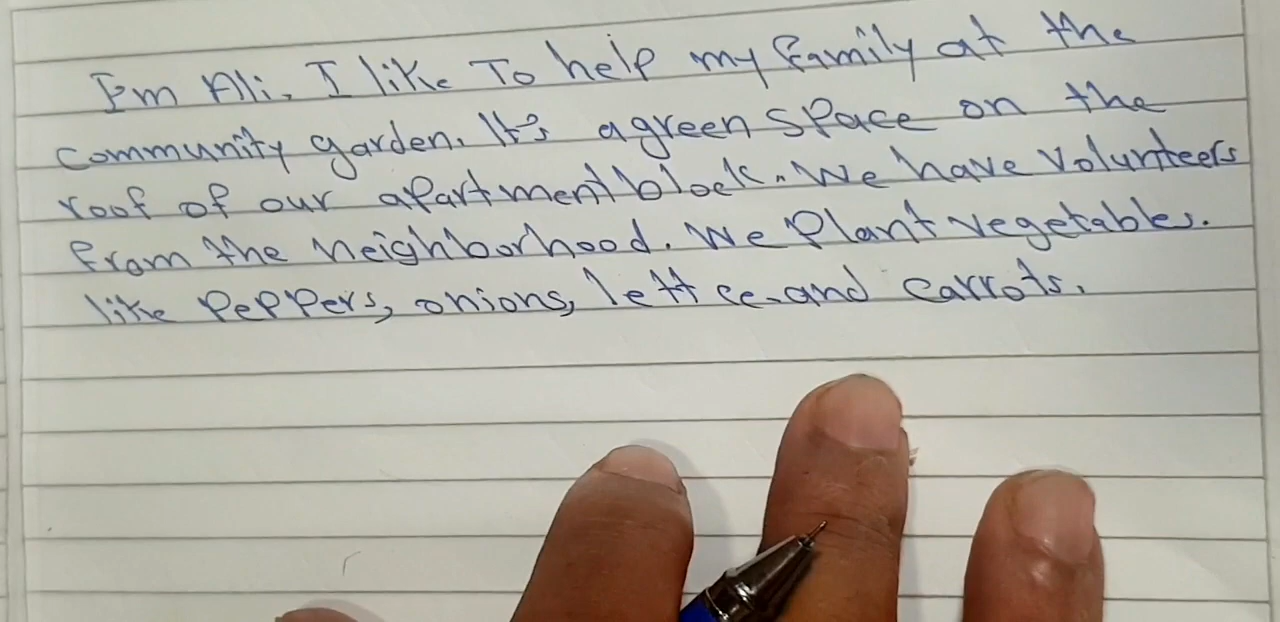 I'm Ali. I like To help my family at the
community garden. It's a green space on the
roof of our apartment block. We have volunteers
from the neighborhood. We plant vegetables.
like peppers, onions, lettce and carrots.